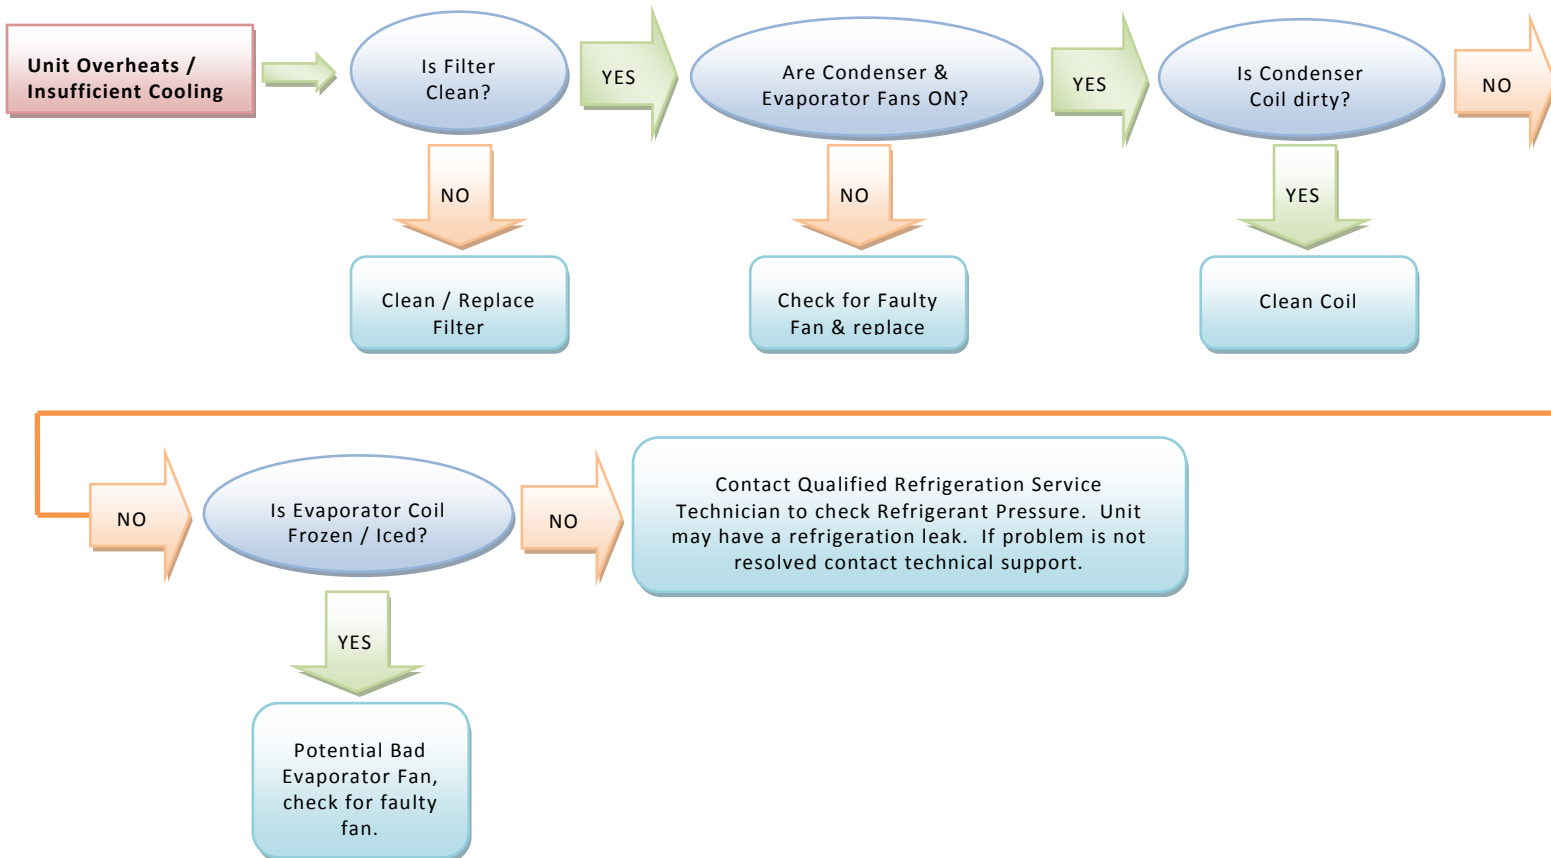 Unit Overheats /
Insufficient Cooling
Is Filter
Clean?
YES
Are Condenser &
Evaporator Fans ON?
YES
Is Condenser
Coil dirty?
NO
NO
NO
YES
Clean / Replace
Filter
Check for Faulty
Fan & replace
Clean Coil
NO
Is Evaporator Coil
Frozen / Iced?
NO
Contact Qualified Refrigeration Service
Technician to check Refrigerant Pressure.  Unit
may have a refrigeration leak.  If problem is not
resolved contact technical support.
YES
Potential Bad
Evaporator Fan,
check for faulty
fan.